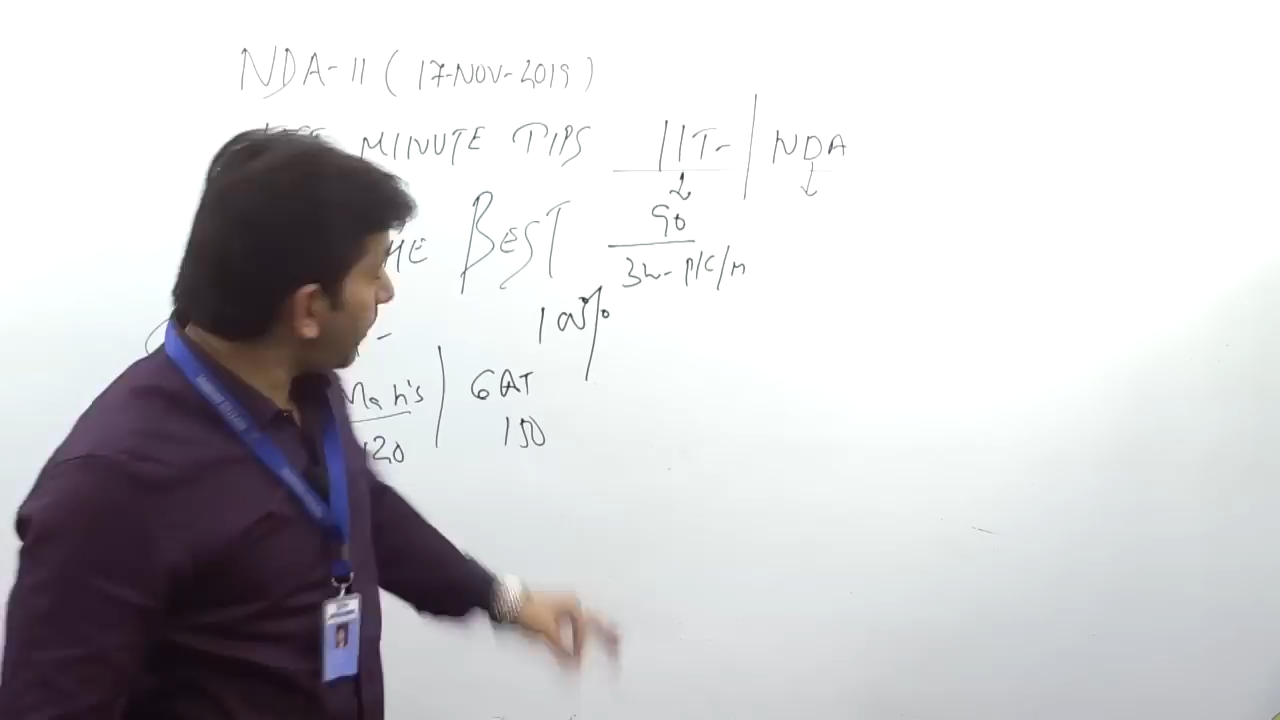 NDA-II (17-NOV-2019)
MINUTE TIPS
IIT- | NDA
90
3h- P/C/M
BEST
100%
Math's | GAT
120 150